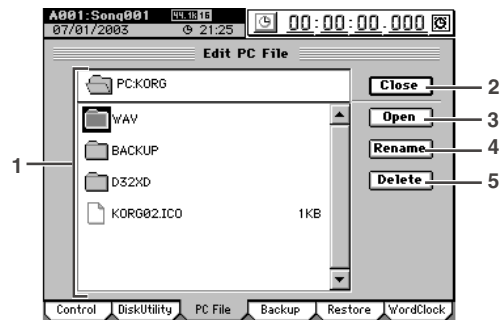 A001:Song001 44.1k 16
07/01/2003 21:25 00:00:00.000
Edit PC File
PC:KORG
Close 2
WAV
Open 3
BACKUP
Rename 4
1
D32XD
Delete 5
KORG02.ICO 1KB
Control DiskUtility PC File Backup Restore WordClock